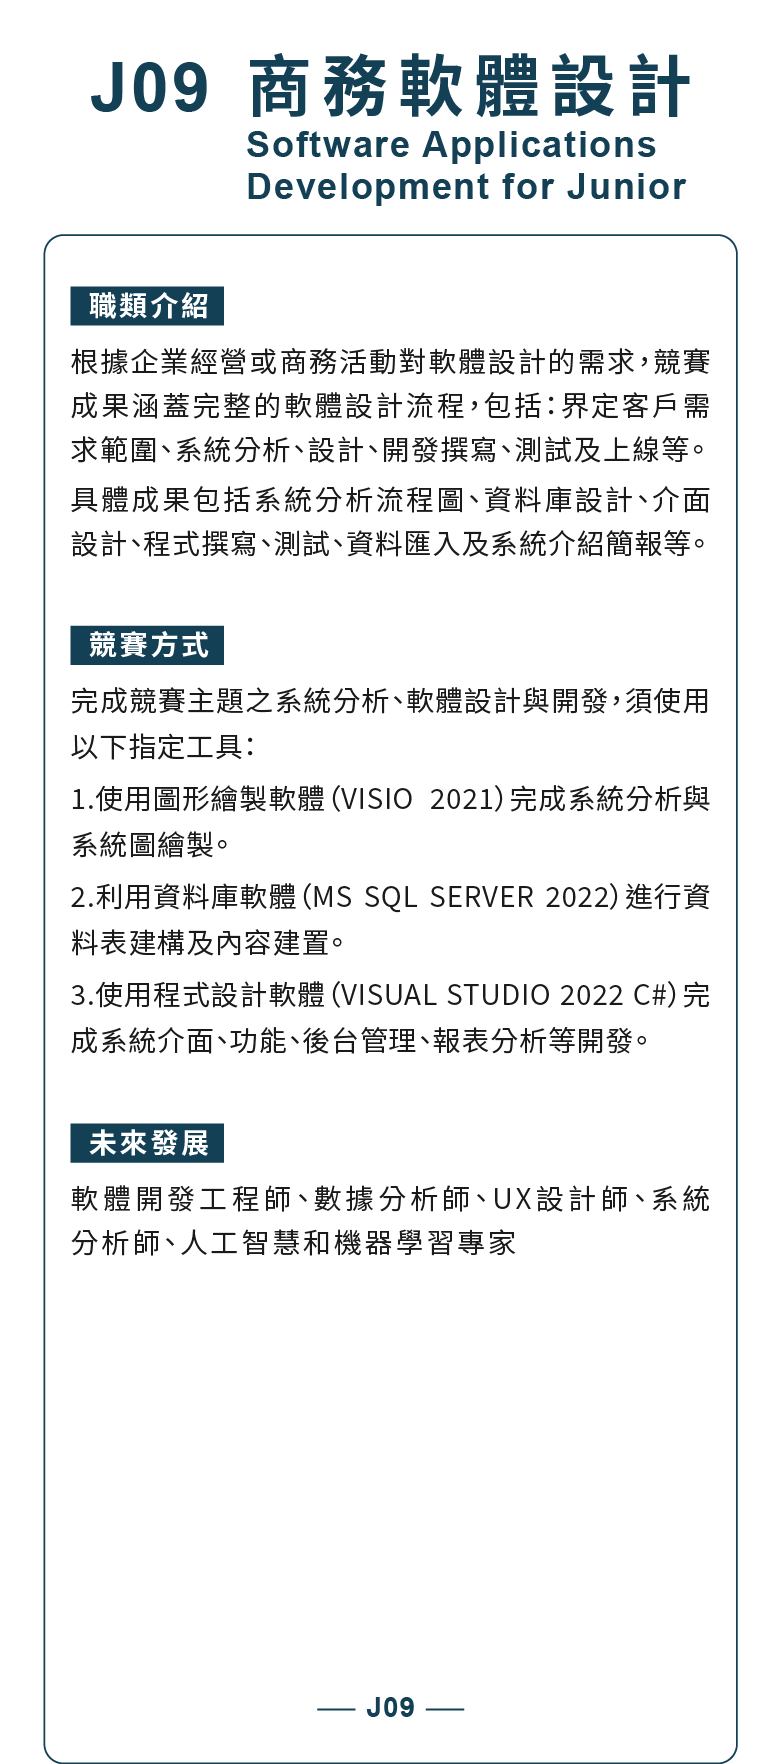 J09 商務軟體設計
Software Applications
Development for Junior
職類介紹
根據企業經營或商務活動對軟體設計的需求，競賽
成果涵蓋完整的軟體設計流程，包括：界定客戶需
求範圍、系統分析、設計、開發撰寫、測試及上線等。
具體成果包括系統分析流程圖、資料庫設計、介面
設計、程式撰寫、測試、資料匯入及系統介紹簡報等。
競賽方式
完成競賽主題之系統分析、軟體設計與開發，須使用
以下指定工具：
1.使用圖形繪製軟體（VISIO 2021）完成系統分析與
系統圖繪製。
2.利用資料庫軟體（MS SQL SERVER 2022）進行資
料表建構及內容建置。
3.使用程式設計軟體（VISUAL STUDIO 2022 C#）完
成系統介面、功能、後台管理、報表分析等開發。
未來發展
軟體開發工程師、數據分析師、UX設計師、系統
分析師、人工智慧和機器學習專家
J09